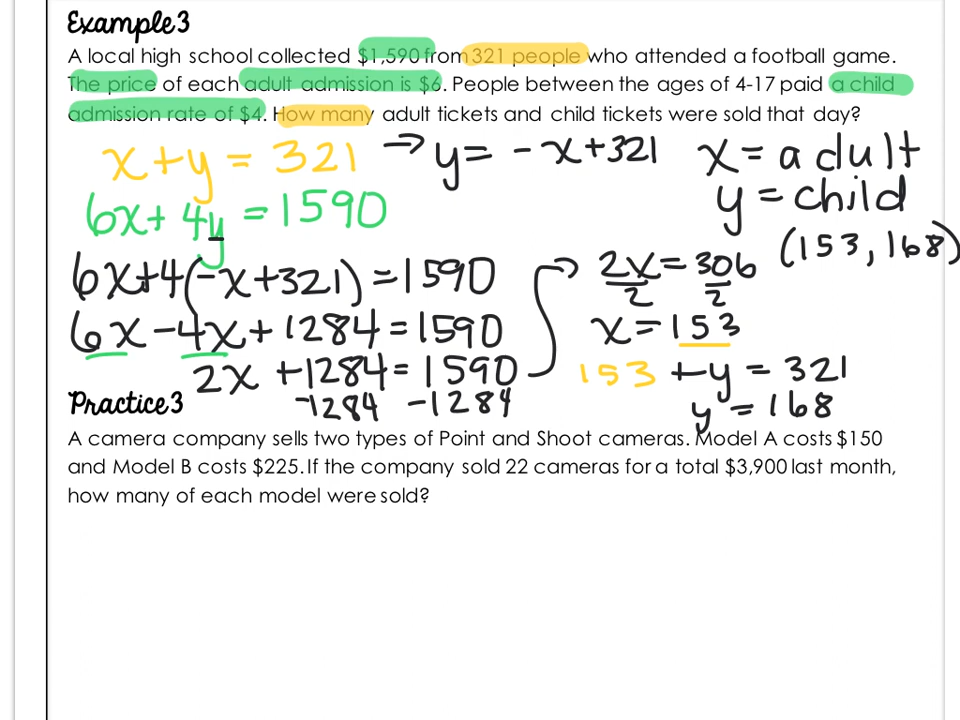 Example 3
A local high school collected $1,590 from 321 people who attended a football game.
The price of each adult admission is $6. People between the ages of 4-17 paid a child
admission rate of $4. How many adult tickets and child tickets were sold that day?
x + y = 321 → y = -x + 321
x = adult
y = child
6x + 4y = 1590
(153, 168)
6x + 4(-x + 321) = 1590
6x - 4x + 1284 = 1590
2x + 1284 = 1590
-1284 -1284
2x = 306
2 2
x = 153
153 + y = 321
y = 168
Practice 3
A camera company sells two types of Point and Shoot cameras. Model A costs $150
and Model B costs $225. If the company sold 22 cameras for a total $3,900 last month,
how many of each model were sold?